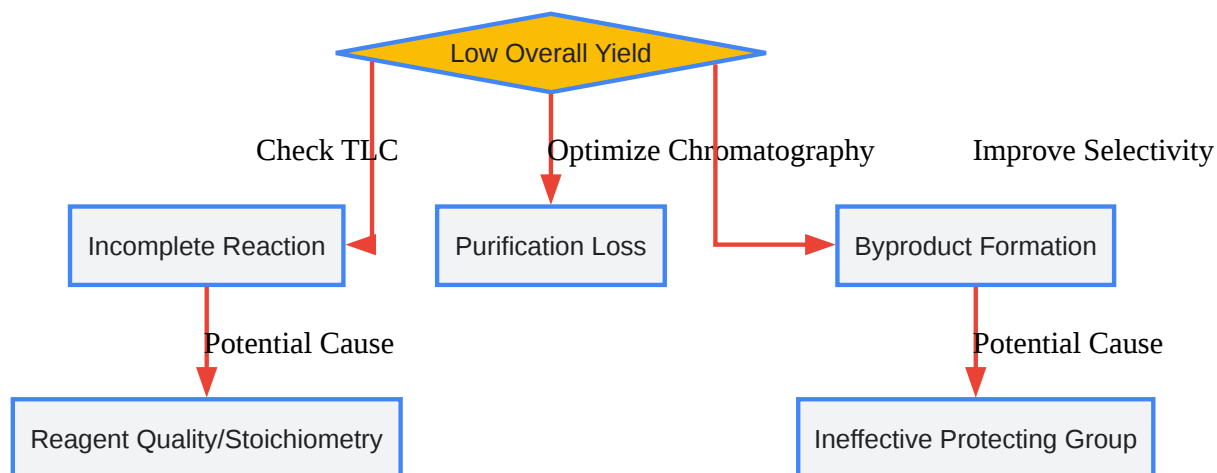 Low Overall Yield
Check TLC
Optimize Chromatography
Improve Selectivity
Incomplete Reaction
Purification Loss
Byproduct Formation
Potential Cause
Potential Cause
Reagent Quality/Stoichiometry
Ineffective Protecting Group